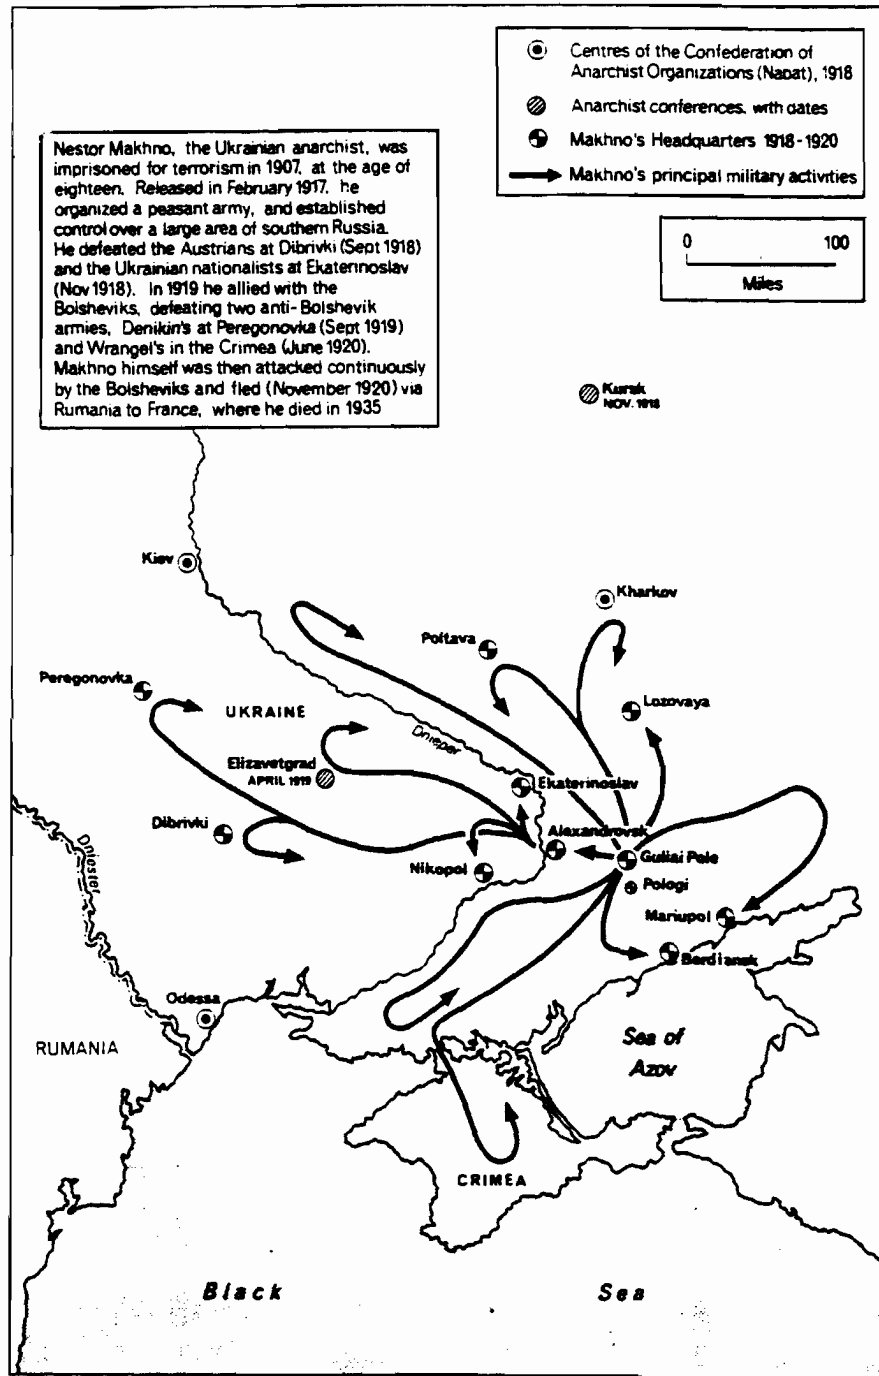 Centres of the Confederation of
Anarchist Organizations (Nabat), 1918
Anarchist conferences, with dates
Makhno's Headquarters 1918-1920
Makhno's principal military activities
0 100
Miles
Nestor Makhno, the Ukrainian anarchist, was
imprisoned for terrorism in 1907, at the age of
eighteen. Released in February 1917, he
organized a peasant army, and established
control over a large area of southern Russia.
He defeated the Austrians at Dibrivki (Sept 1918)
and the Ukrainian nationalists at Ekaterinoslav
(Nov 1918). In 1919 he allied with the
Bolsheviks, defeating two anti-Bolshevik
armies, Denikin's at Peregonovka (Sept 1919)
and Wrangel's in the Crimea (June 1920).
Makhno himself was then attacked continuously
by the Bolsheviks and fled (November 1920) via
Rumania to France, where he died in 1935
Kursk
NOV. 1918
Kiev
Kharkov
Poltava
Peregonovka
Lozovaya
UKRAINE
Dnieper
Elizavetgrad
APRIL 1919
Ekaterinoslav
Dibrivki
Alexandrovsk
Dniester
Nikopol
Guliai Pole
Pologi
Mariupol
Berdiansk
Odessa
RUMANIA
Sea of
Azov
CRIMEA
Black Sea